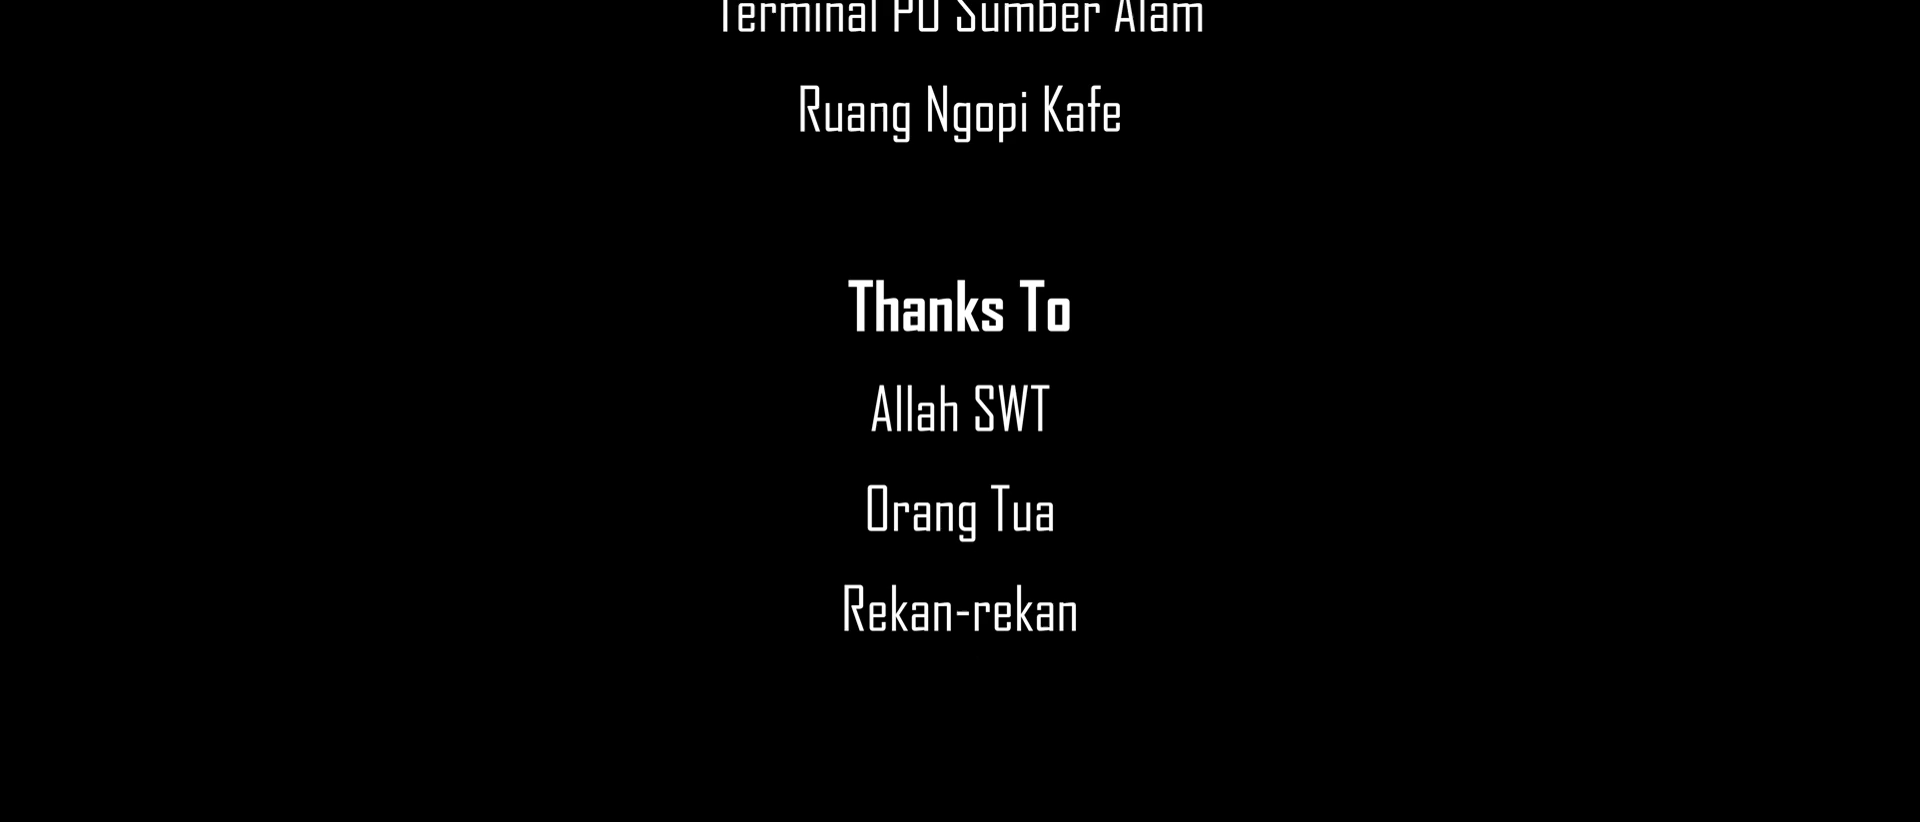 Terminal PO Sumber Alam
Ruang Ngopi Kafe
Thanks To
Allah SWT
Orang Tua
Rekan-rekan